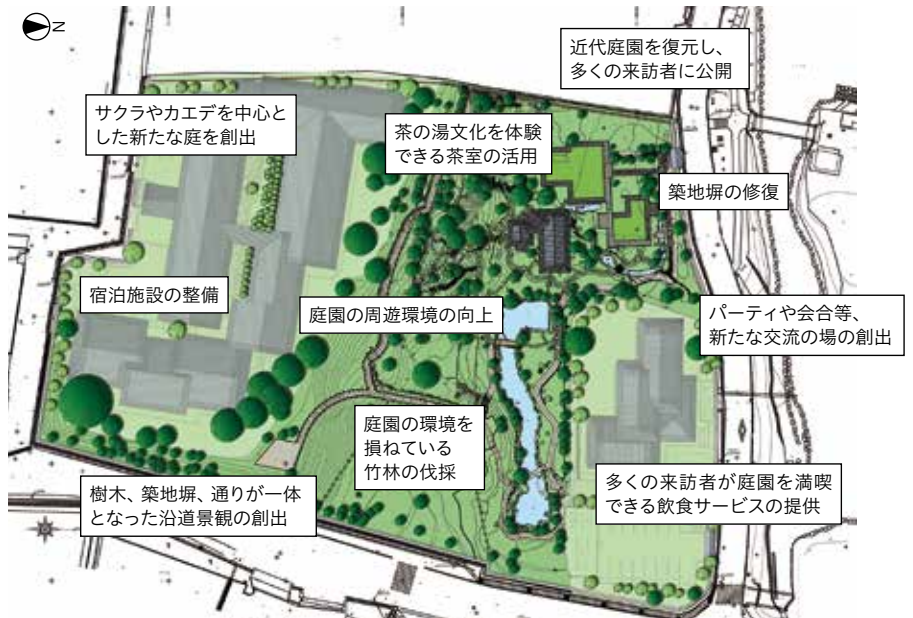 N
近代庭園を復元し、
多くの来訪者に公開
サクラやカエデを中心と
した新たな庭を創出
茶の湯文化を体験
できる茶室の活用
築地塀の修復
宿泊施設の整備
庭園の周遊環境の向上
パーティや会合等、
新たな交流の場の創出
庭園の環境を
損ねている
竹林の伐採
多くの来訪者が庭園を満喫
できる飲食サービスの提供
樹木、築地塀、通りが一体
となった沿道景観の創出